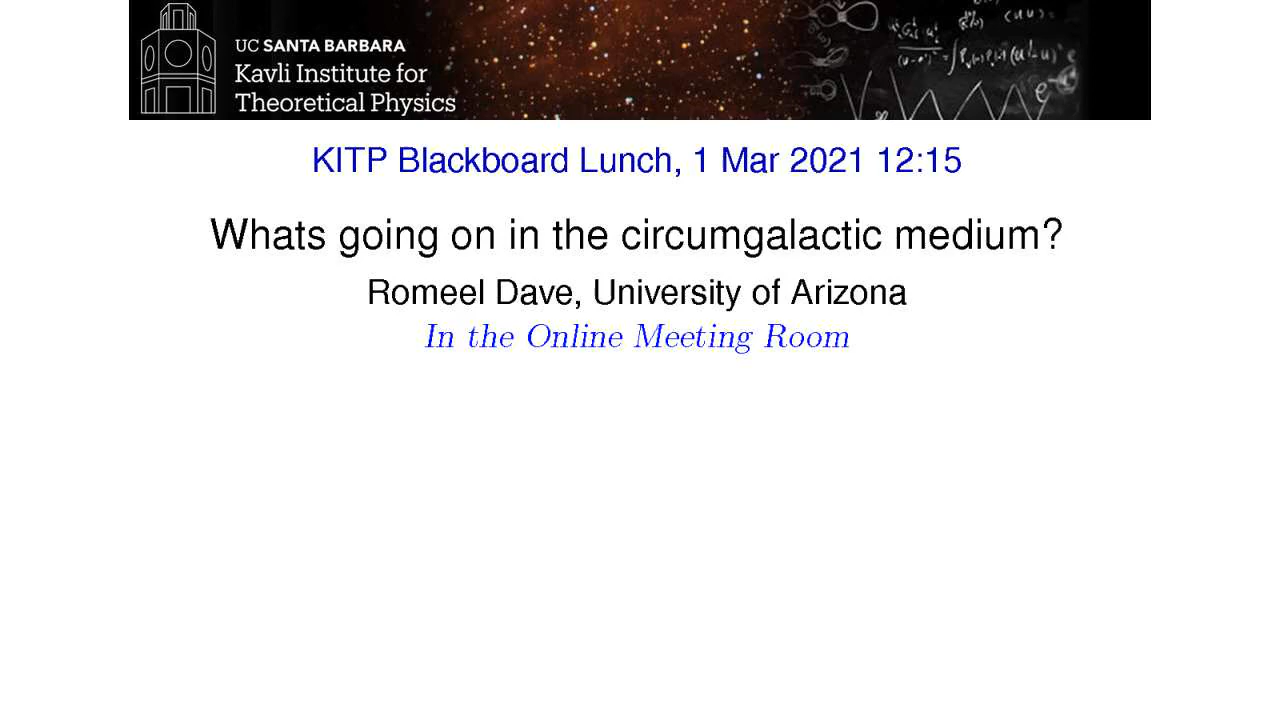 UC SANTA BARBARA
Kavli Institute for
Theoretical Physics
KITP Blackboard Lunch, 1 Mar 2021 12:15
Whats going on in the circumgalactic medium?
Romeel Dave, University of Arizona
In the Online Meeting Room